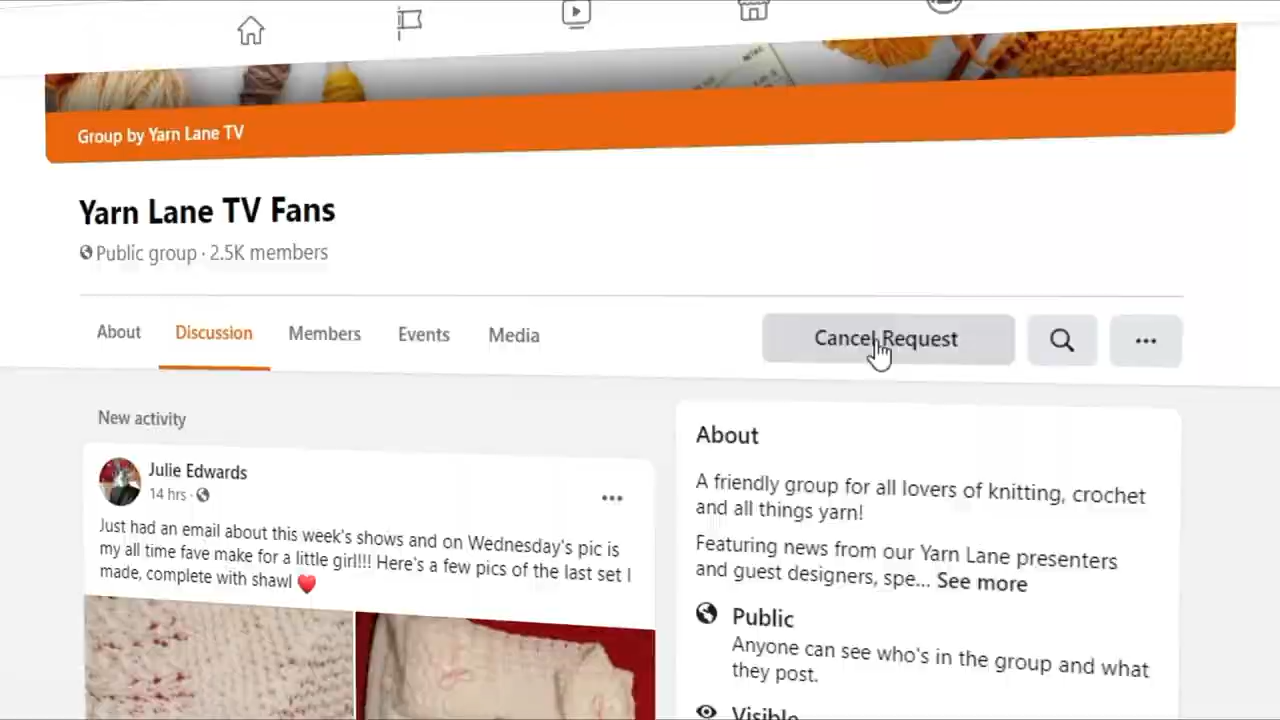 Group by Yarn Lane TV
Yarn Lane TV Fans
Public group · 2.5K members
About
Discussion
Members
Events
Media
Cancel Request
New activity
Julie Edwards
14 hrs ·
Just had an email about this week's shows and on Wednesday's pic is
my all time fave make for a little girl!!! Here's a few pics of the last set I
made, complete with shawl ❤️
About
A friendly group for all lovers of knitting, crochet
and all things yarn!
Featuring news from our Yarn Lane presenters
and guest designers, spe... See more
Public
Anyone can see who's in the group and what
they post.
Visible